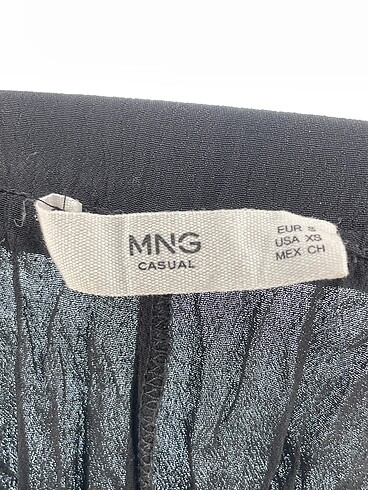 MNG
CASUAL
EUR S
USA XS
MEX CH